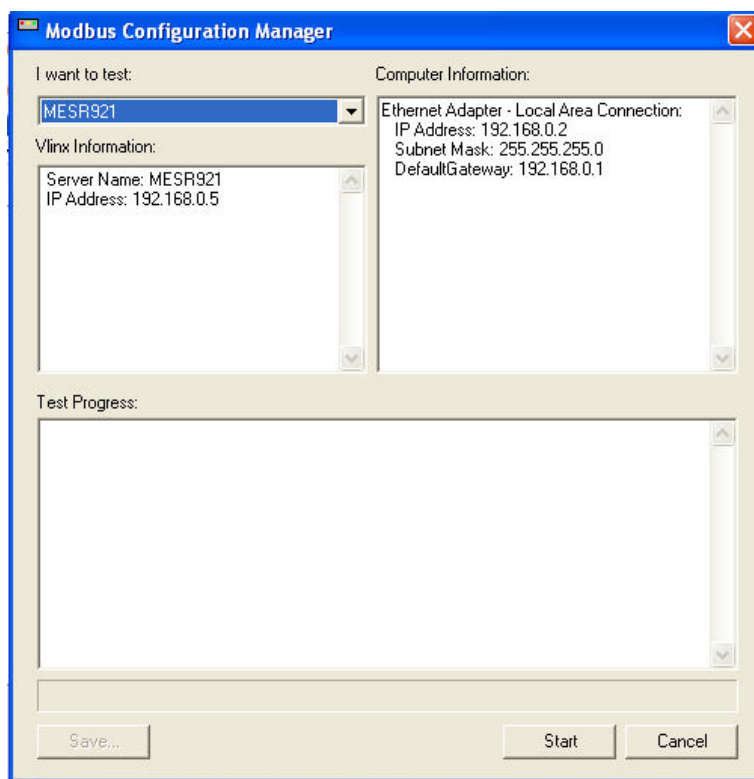 Modbus Configuration Manager
I want to test:
MESR921
Vlinx Information:
Server Name: MESR921
IP Address: 192.168.0.5
Computer Information:
Ethernet Adapter - Local Area Connection:
IP Address: 192.168.0.2
Subnet Mask: 255.255.255.0
DefaultGateway: 192.168.0.1
Test Progress:
Save...
Start
Cancel